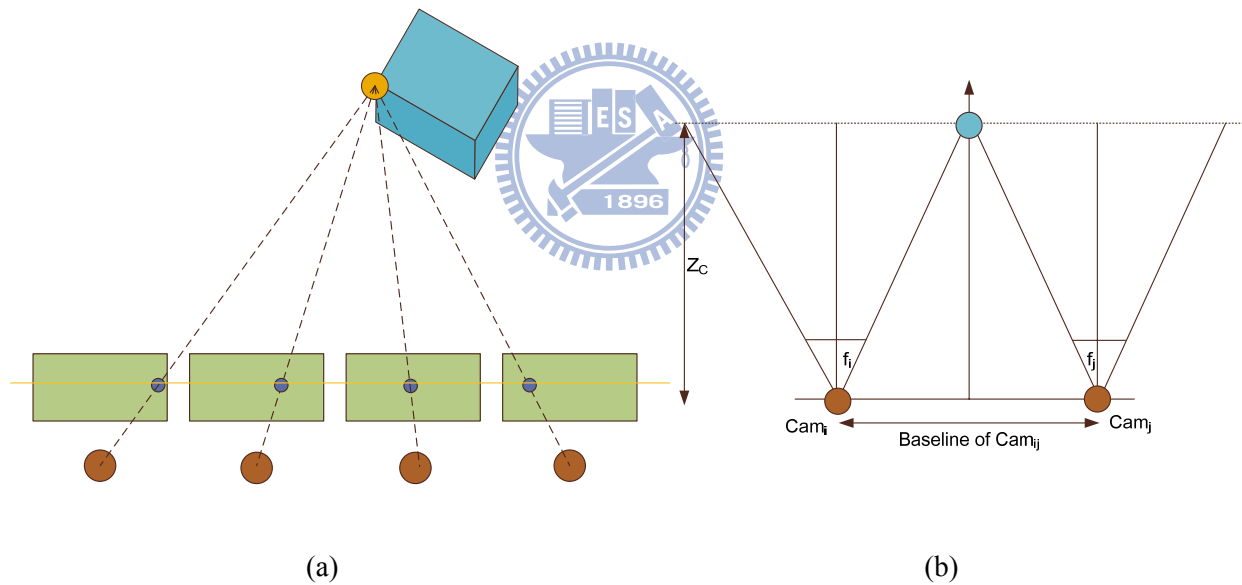 E S A
1896
Z_C
f_i
f_j
Cam_i
Cam_j
Baseline of Cam_ij
(a)
(b)